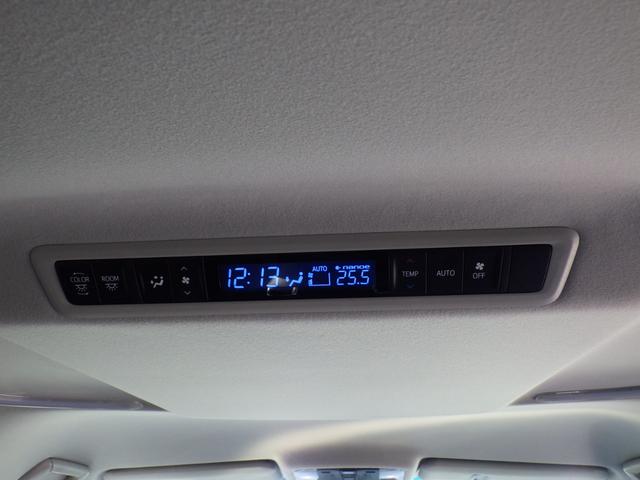 COLOR
ROOM
12:13
AUTO
nanoe
25.5
TEMP
AUTO
OFF